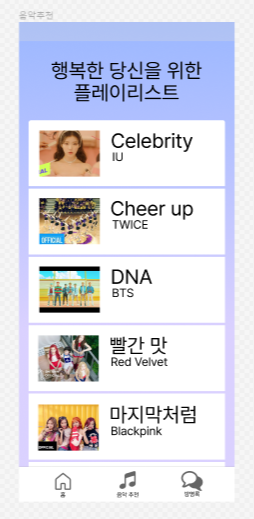 음악추천
행복한 당신을 위한
플레이리스트
Celebrity
IU
Cheer up
TWICE
OFFICIAL
DNA
BTS
빨간 맛
Red Velvet
마지막처럼
Blackpink
OFFICIAL
홈
음악 추천
방명록